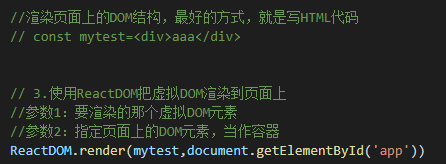 //渲染页面上的DOM结构，最好的方式，就是写HTML代码
// const mytest=<div>aaa</div>
// 3.使用ReactDOM把虚拟DOM渲染到页面上
//参数1：要渲染的那个虚拟DOM元素
//参数2：指定页面上的DOM元素，当作容器
ReactDOM.render(mytest,document.getElementById('app'))